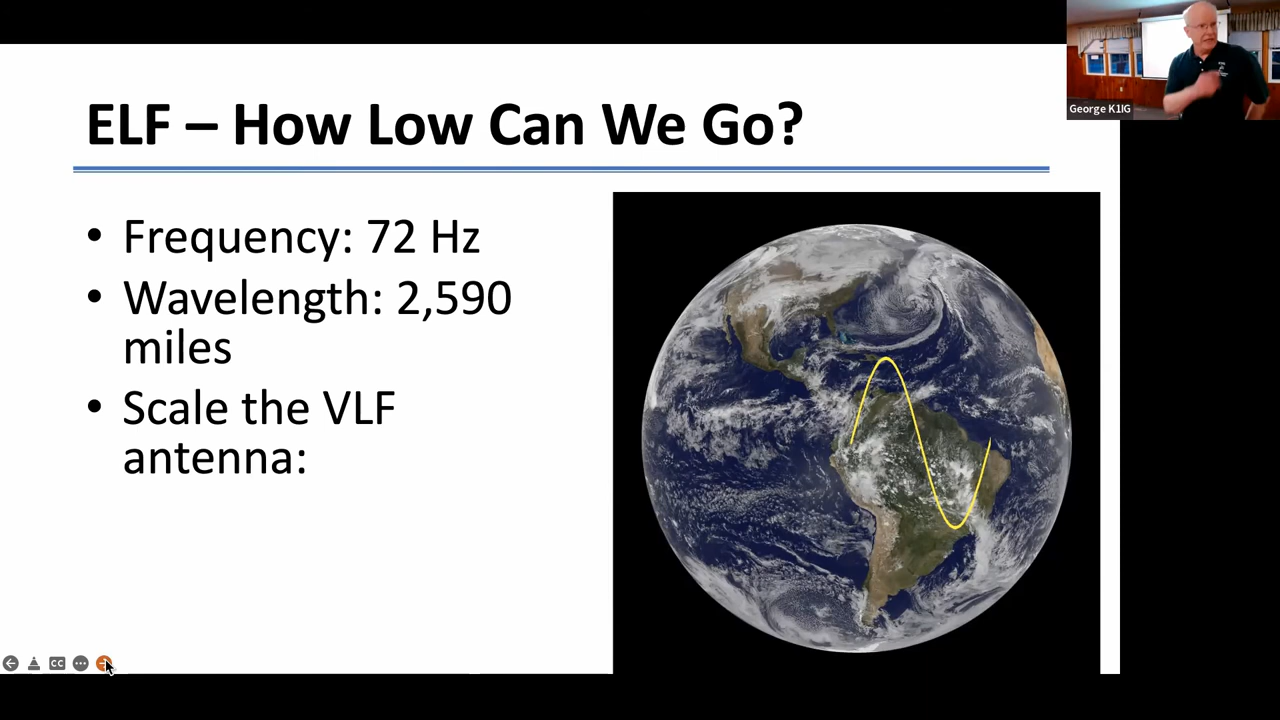 ELF – How Low Can We Go?
• Frequency: 72 Hz
• Wavelength: 2,590
miles
• Scale the VLF
antenna:
George K1IG
CC